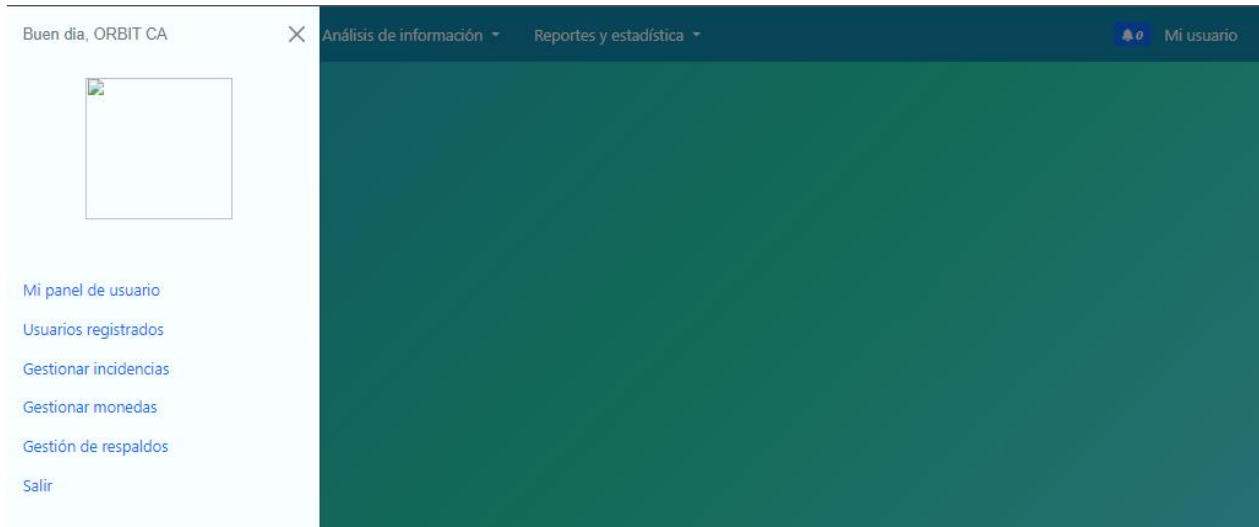 Buen dia, ORBIT CA
Análisis de información
Reportes y estadística
0
Mi usuario
Mi panel de usuario
Usuarios registrados
Gestionar incidencias
Gestionar monedas
Gestión de respaldos
Salir